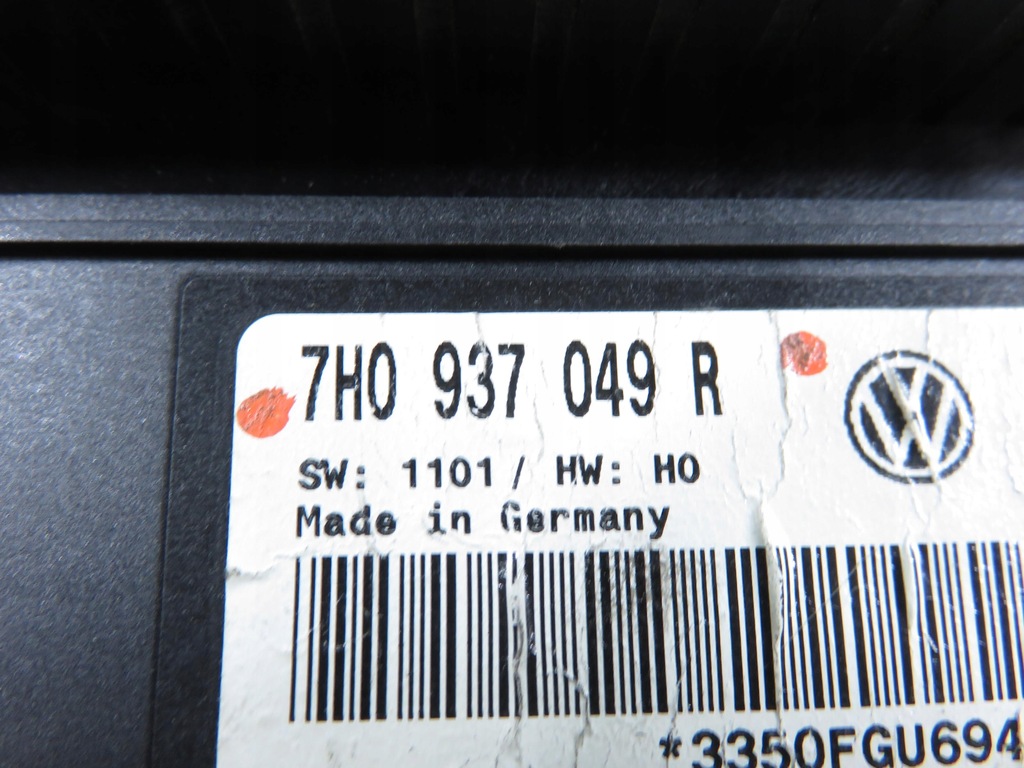 7H0 937 049 R
SW: 1101/ HW: H0
Made in Germany
*3350FGU694